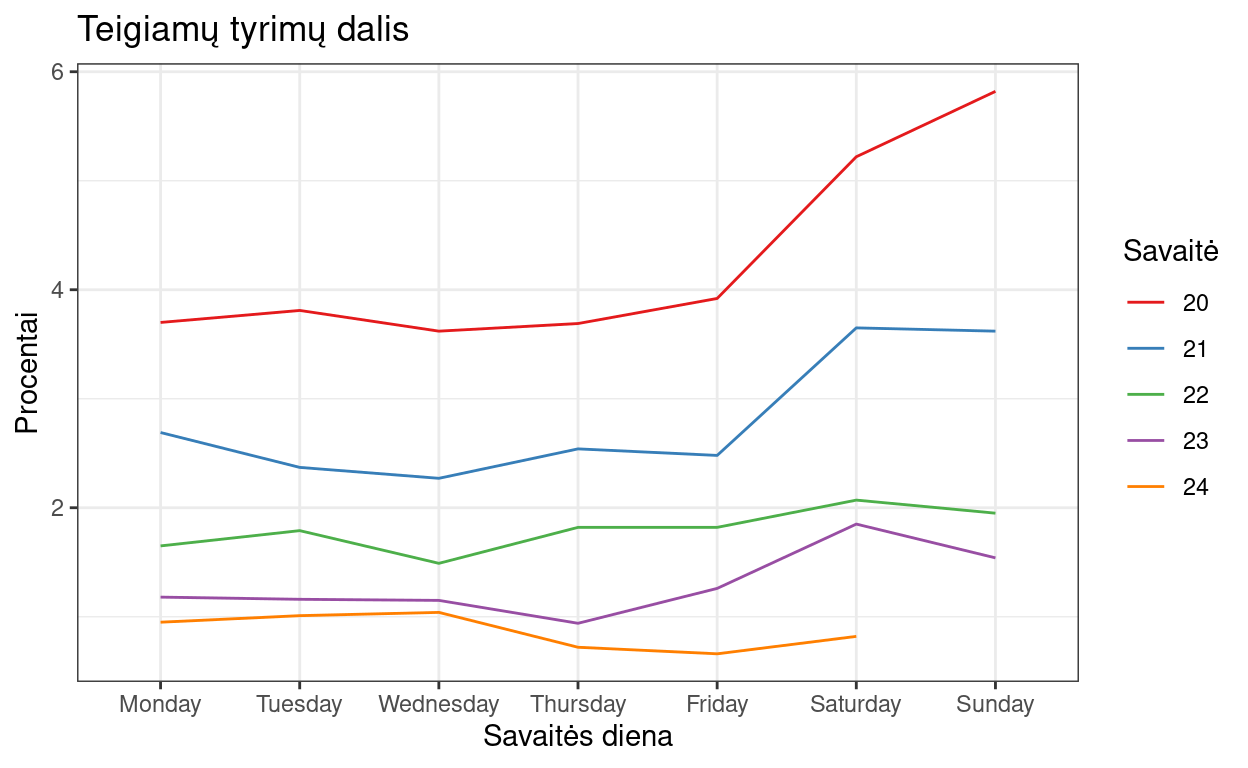 Teigiamų tyrimų dalis
6
4
2
Procentai
Monday
Tuesday
Wednesday
Thursday
Friday
Saturday
Sunday
Savaitės diena
Savaitė
20
21
22
23
24